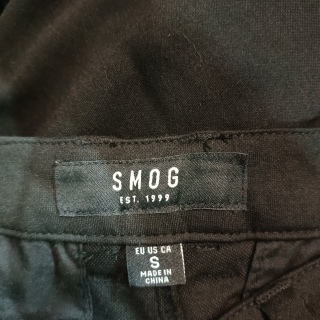 SMOG
EST. 1999
EU US CA
S
MADE IN
CHINA